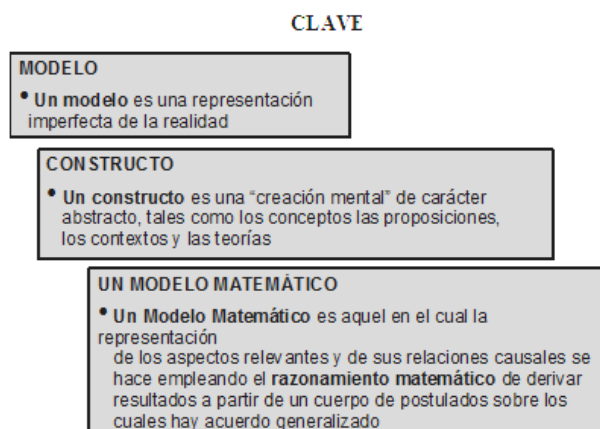 CLAVE
MODELO
• Un modelo es una representación
imperfecta de la realidad
CONSTRUCTO
• Un constructo es una “creación mental” de carácter
abstracto, tales como los conceptos las proposiciones,
los contextos y las teorías
UN MODELO MATEMÁTICO
• Un Modelo Matemático es aquel en el cual la
representación
de los aspectos relevantes y de sus relaciones causales se
hace empleando el razonamiento matemático de derivar
resultados a partir de un cuerpo de postulados sobre los
cuales hay acuerdo generalizado